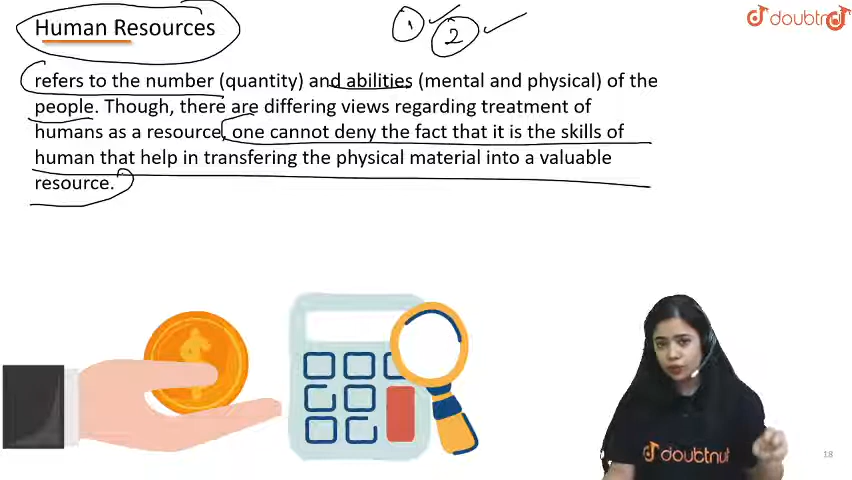 Human Resources
1 2
doubtnut
refers to the number (quantity) and abilities (mental and physical) of the
people. Though, there are differing views regarding treatment of
humans as a resource, one cannot deny the fact that it is the skills of
human that help in transfering the physical material into a valuable
resource.
doubtnut
18